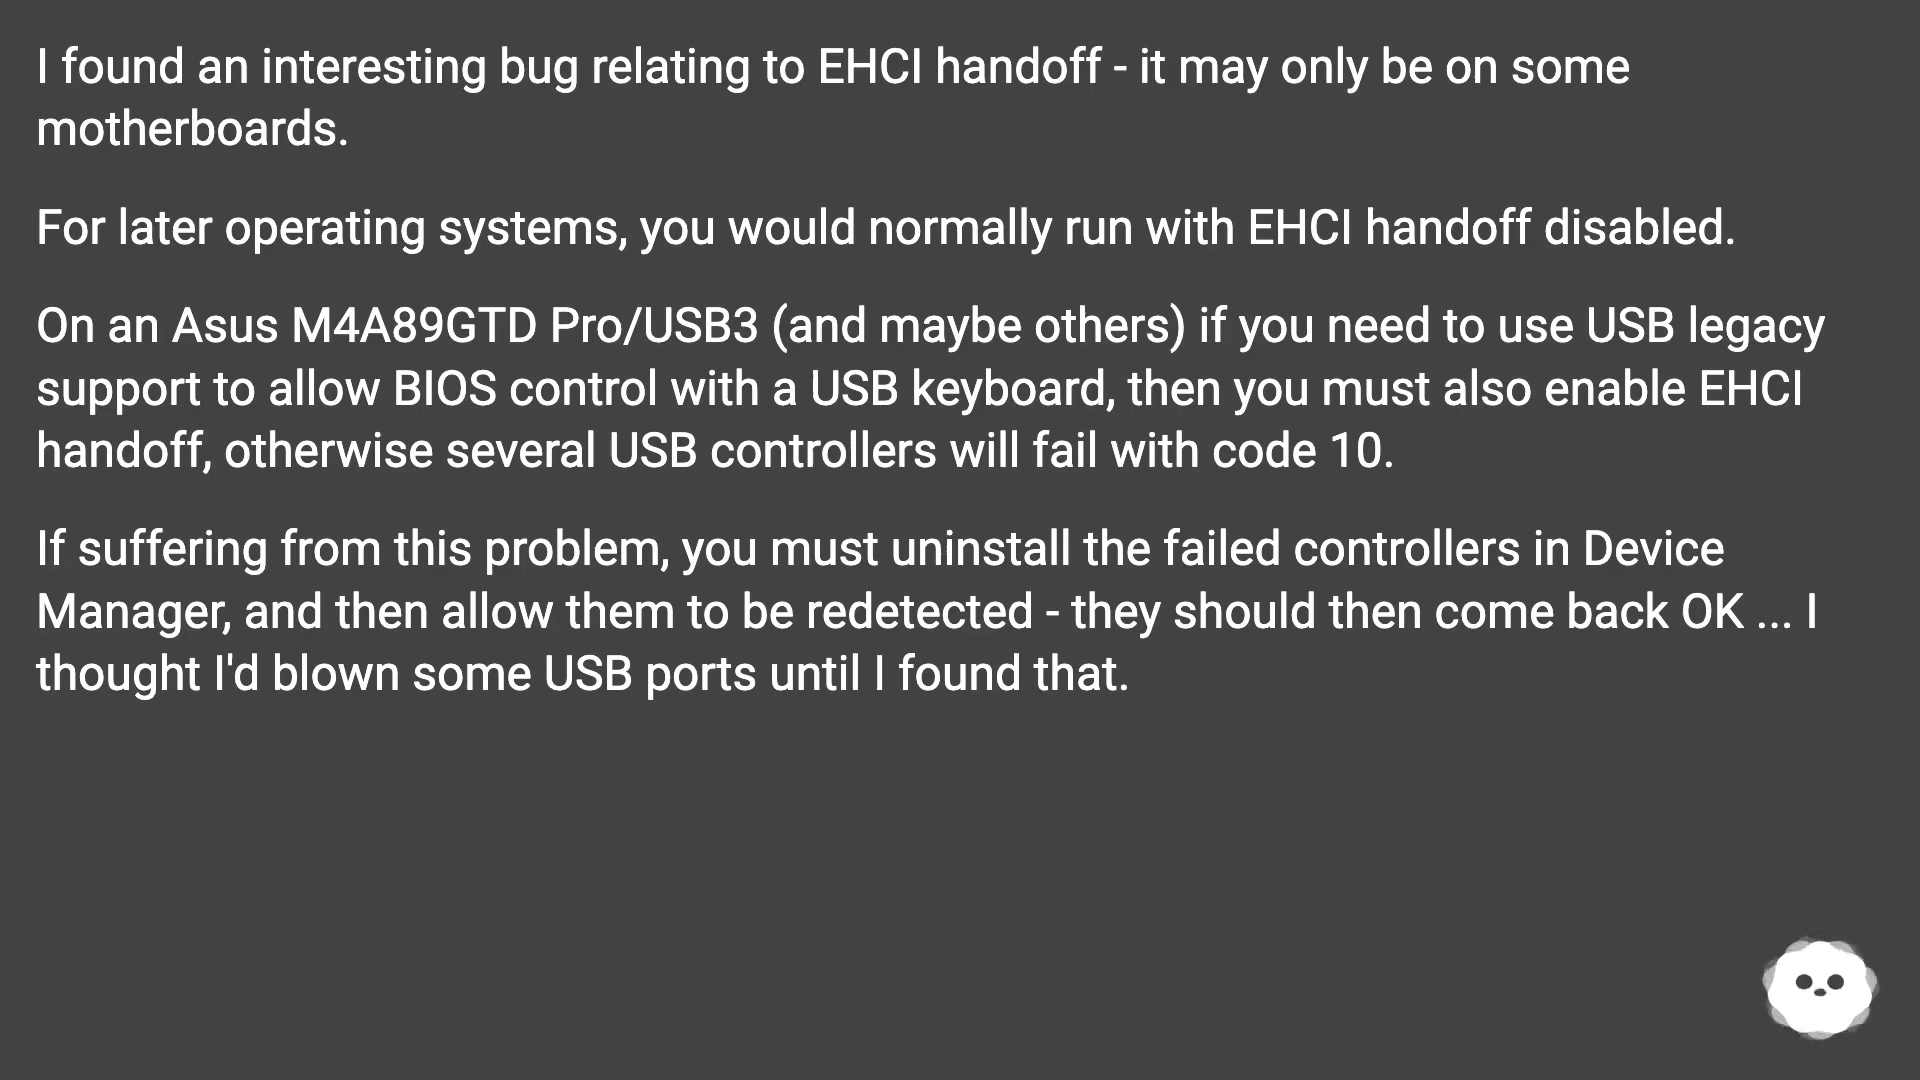 I found an interesting bug relating to EHCI handoff - it may only be on some
motherboards.
For later operating systems, you would normally run with EHCI handoff disabled.
On an Asus M4A89GTD Pro/USB3 (and maybe others) if you need to use USB legacy
support to allow BIOS control with a USB keyboard, then you must also enable EHCI
handoff, otherwise several USB controllers will fail with code 10.
If suffering from this problem, you must uninstall the failed controllers in Device
Manager, and then allow them to be redetected - they should then come back OK ... I
thought I'd blown some USB ports until I found that.